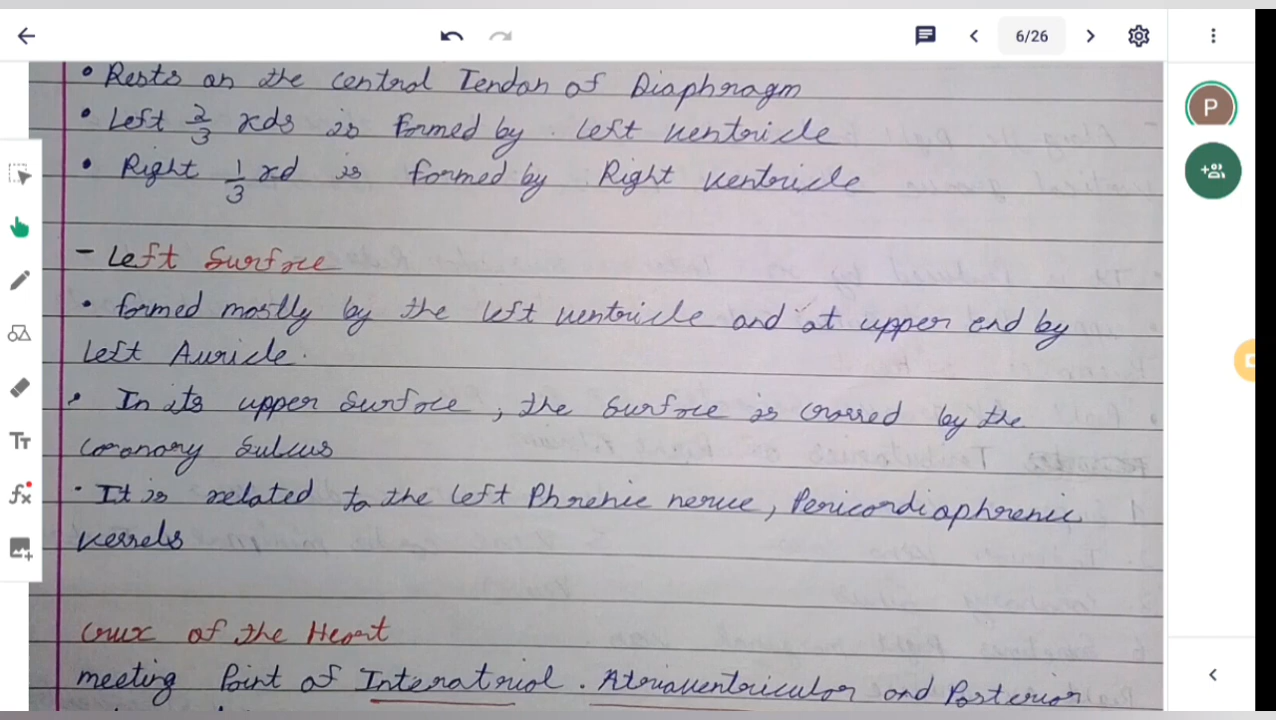 6/26
P
• Rests on the central Tendon of Diaphragm
• Left 2/3 rds is formed by left ventricle
• Right 1/3 rd is formed by Right ventricle
- Left Surface
• formed mostly by the left ventricle and at upper end by
left Auricle.
• In its upper surface, the surface is crossed by the
coronary sulcus
• It is related to the left Phrenic nerve, Pericardiophrenic
vessels
Crux of the Heart
meeting Point of Interatrial. Atrioventricular and Posterior
Tт
fx